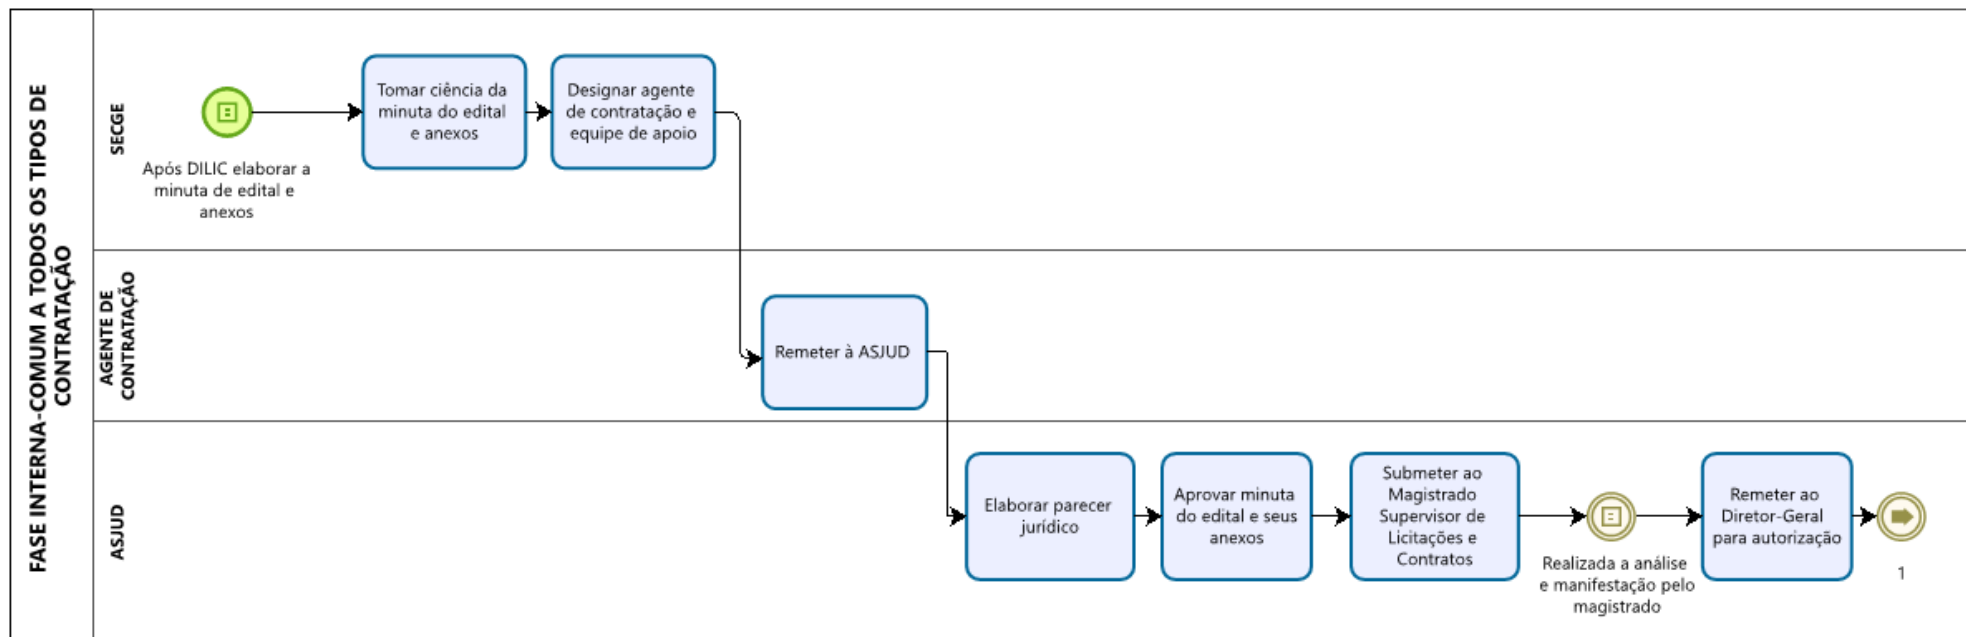 FASE INTERNA-COMUM A TODOS OS TIPOS DE
CONTRATAÇÃO
SECGE
Após DILIC elaborar a
minuta de edital e
anexos
Tomar ciência da
minuta do edital
e anexos
Designar agente
de contratação e
equipe de apoio
AGENTE DE
CONTRATAÇÃO
Remeter à ASJUD
ASJUD
Elaborar parecer
jurídico
Aprovar minuta
do edital e seus
anexos
Submeter ao
Magistrado
Supervisor de
Licitações e
Contratos
Realizada a análise
e manifestação pelo
magistrado
Remeter ao
Diretor-Geral
para autorização
1